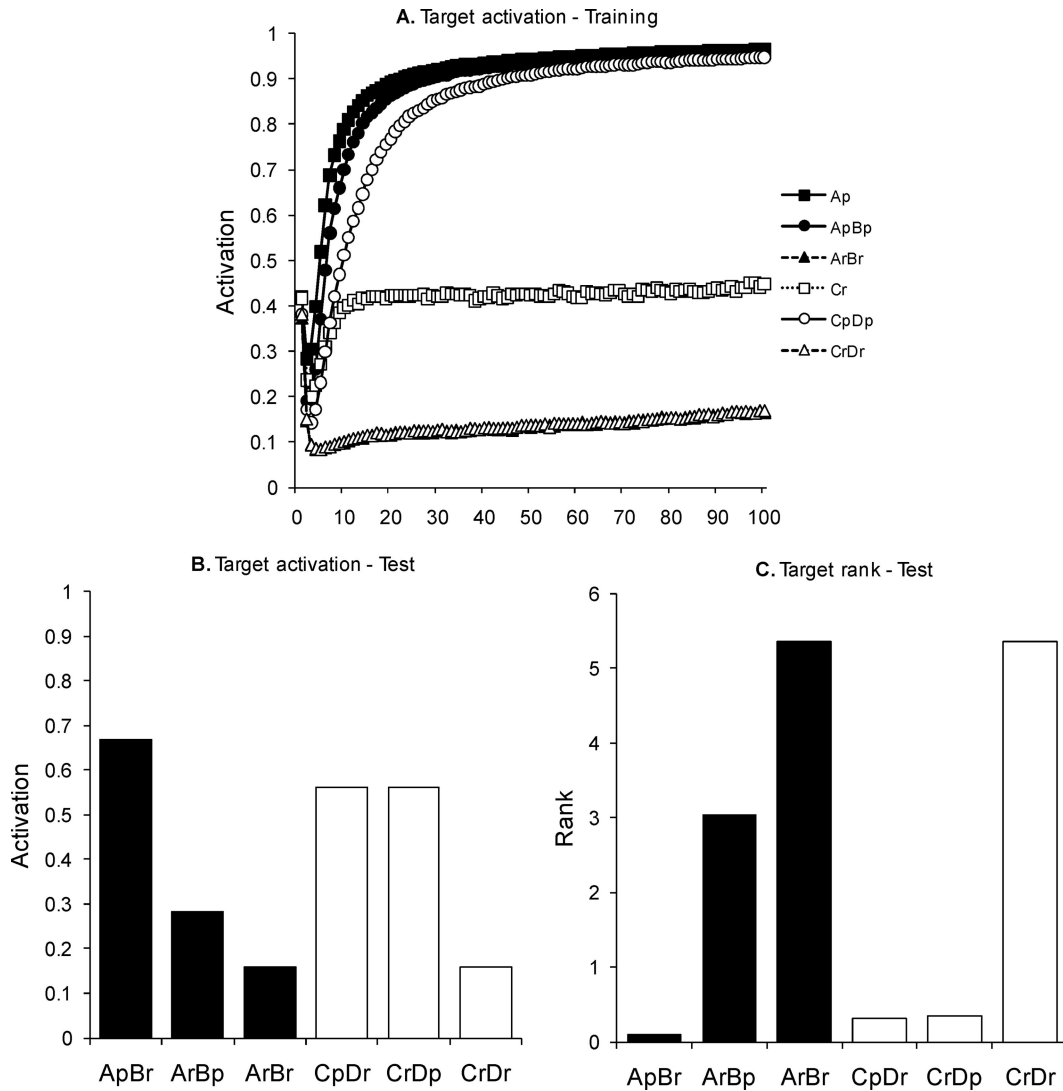 A. Target activation - Training
1
0.9
0.8
0.7
0.6
0.5
0.4
0.3
0.2
0.1
0
Activation
0 10 20 30 40 50 60 70 80 90 100
Ap
ApBp
ArBr
Cr
CpDp
CrDr
B. Target activation - Test
1
0.9
0.8
0.7
0.6
0.5
0.4
0.3
0.2
0.1
0
Activation
ApBr ArBp ArBr CpDr CrDp CrDr
C. Target rank - Test
6
5
4
3
2
1
0
Rank
ApBr ArBp ArBr CpDr CrDp CrDr